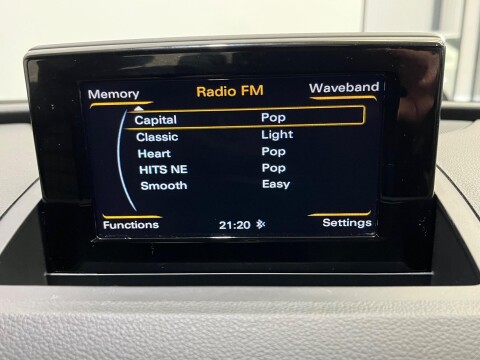 Memory Radio FM Waveband
Capital Pop
Classic Light
Heart Pop
HITS NE Pop
Smooth Easy
Functions 21:20 Settings